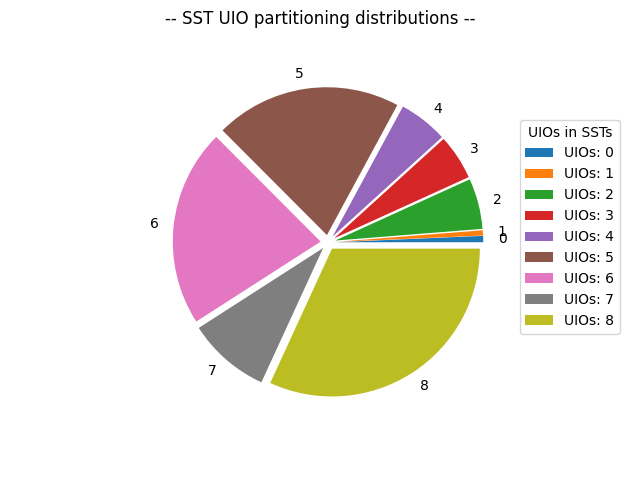 -- SST UIO partitioning distributions --
5
4
3
2
1
0
6
7
8
UIOs in SSTs
UIOs: 0
UIOs: 1
UIOs: 2
UIOs: 3
UIOs: 4
UIOs: 5
UIOs: 6
UIOs: 7
UIOs: 8